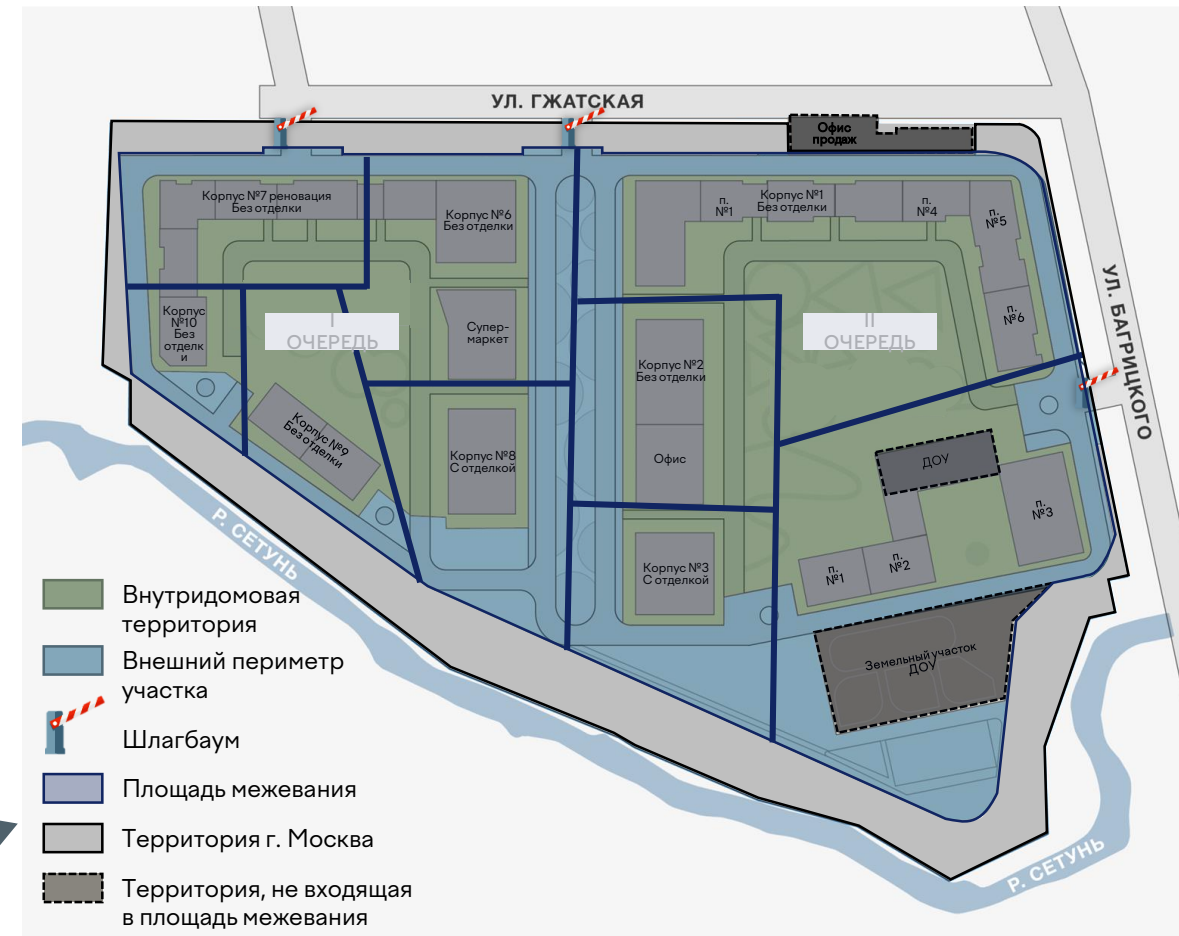 УЛ. ГЖАТСКАЯ
Офис
продаж
Корпус №7 реновация
Без отделки
Корпус №6
Без отделки
п.
№1
Корпус №1
Без отделки
п.
№4
п.
№5
п.
№6
УЛ. БАГРИЦКОГО
Корпус
№10
Без
отделк
и
I
ОЧЕРЕДЬ
Супер-
маркет
Корпус №2
Без отделки
II
ОЧЕРЕДЬ
Корпус №9
Без отделки
Корпус №8
С отделкой
Офис
ДОУ
п.
№3
Р. СЕТУНЬ
Корпус №3
С отделкой
п.
№1
п.
№2
Земельный участок
ДОУ
Р. СЕТУНЬ
Внутридомовая
территория
Внешний периметр
участка
Шлагбаум
Площадь межевания
Территория г. Москва
Территория, не входящая
в площадь межевания